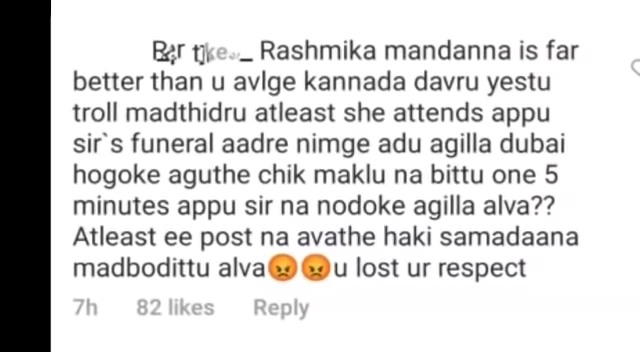 Rashmika mandanna is far
better than u avlge kannada davru yestu
troll madthidru atleast she attends appu
sir`s funeral aadre nimge adu agilla dubai
hogoke aguthe chik maklu na bittu one 5
minutes appu sir na nodoke agilla alva??
Atleast ee post na avathe haki samadaana
madbodittu alva😡😡u lost ur respect
7h 82 likes Reply